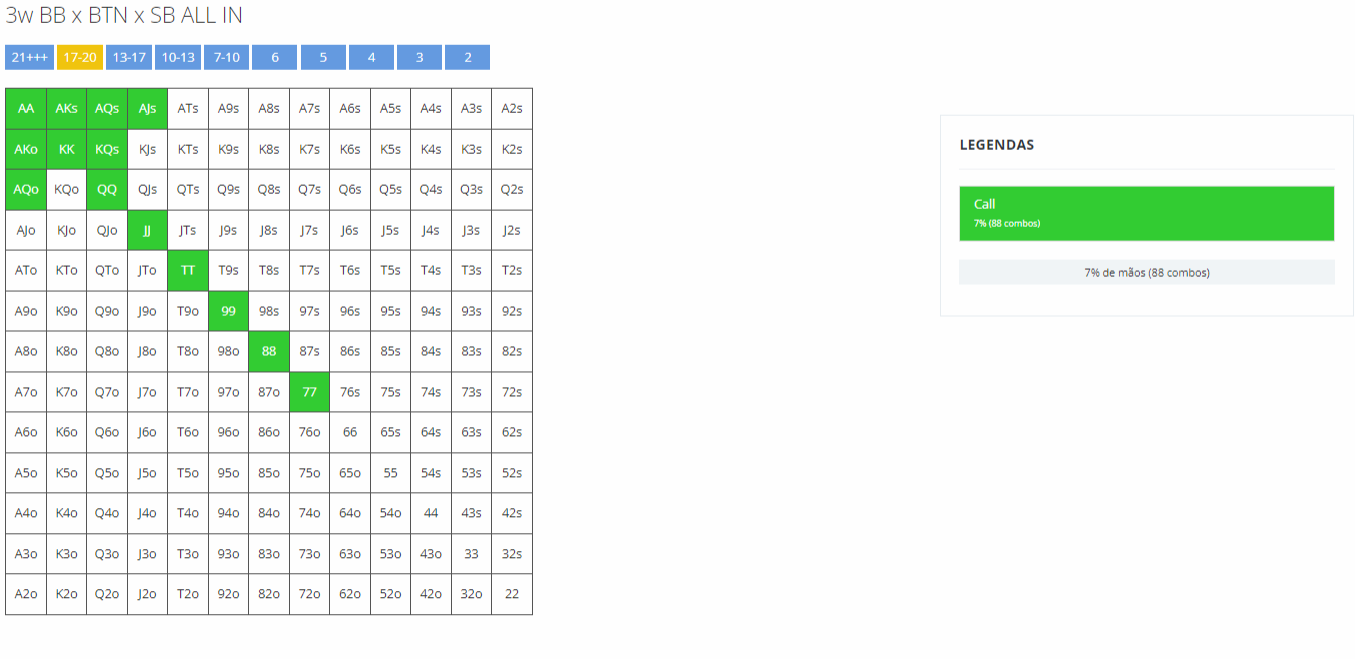 3w BB x BTN x SB ALL IN
21+++ 17-20 13-17 10-13 7-10 6 5 4 3 2
AA AKs AQs AJs ATs A9s A8s A7s A6s A5s A4s A3s A2s
AKo KK KQs KJs KTs K9s K8s K7s K6s K5s K4s K3s K2s
AQo KQo QQ QJs QTs Q9s Q8s Q7s Q6s Q5s Q4s Q3s Q2s
AJo KJo QJo JJ JTs J9s J8s J7s J6s J5s J4s J3s J2s
ATo KTo QTo JTo TT T9s T8s T7s T6s T5s T4s T3s T2s
A9o K9o Q9o J9o T9o 99 98s 97s 96s 95s 94s 93s 92s
A8o K8o Q8o J8o T8o 98o 88 87s 86s 85s 84s 83s 82s
A7o K7o Q7o J7o T7o 97o 87o 77 76s 75s 74s 73s 72s
A6o K6o Q6o J6o T6o 96o 86o 76o 66 65s 64s 63s 62s
A5o K5o Q5o J5o T5o 95o 85o 75o 65o 55 54s 53s 52s
A4o K4o Q4o J4o T4o 94o 84o 74o 64o 54o 44 43s 42s
A3o K3o Q3o J3o T3o 93o 83o 73o 63o 53o 43o 33 32s
A2o K2o Q2o J2o T2o 92o 82o 72o 62o 52o 42o 32o 22
LEGENDAS
Call
7% (88 combos)
7% de mãos (88 combos)